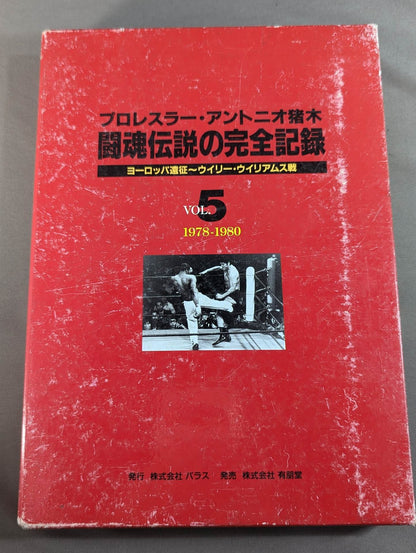 プロレスラー・アントニオ猪木
闘魂伝説の完全記録
ヨーロッパ遠征～ウイリー・ウイリアムス戦
VOL. 5
1978-1980
発行 株式会社 パラス 発売 株式会社 有朋堂